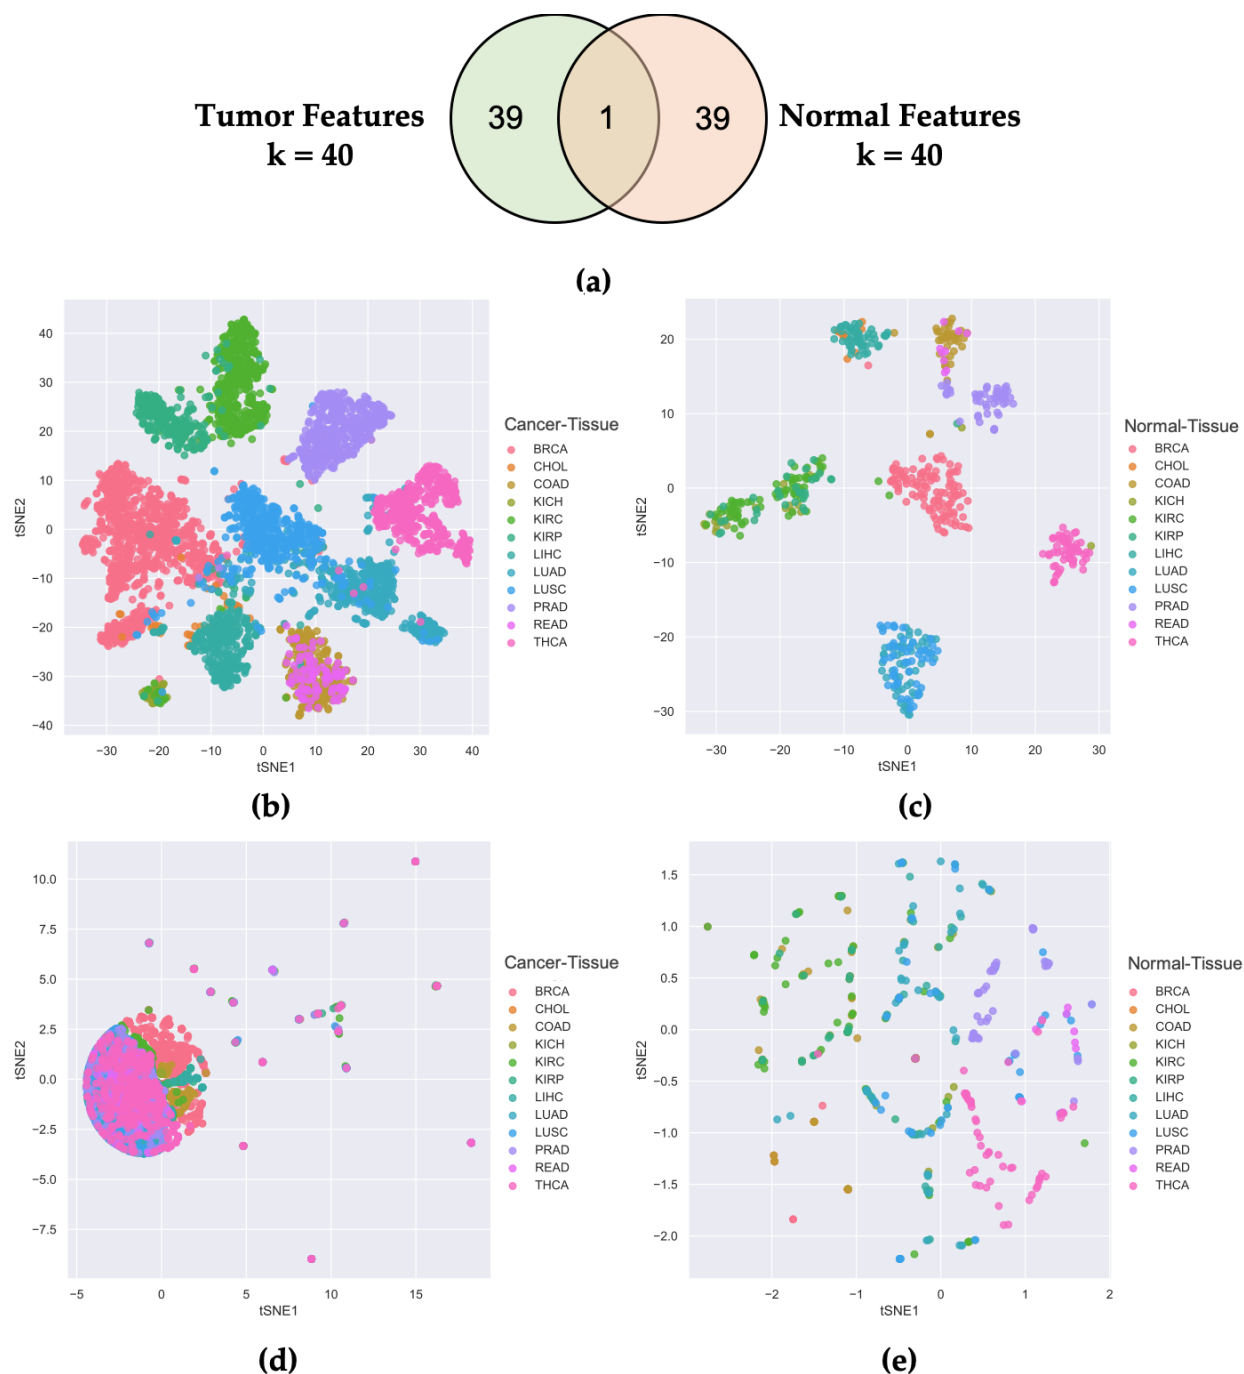 Tumor Features
k = 40
39
1
39
Normal Features
k = 40
(a)
tSNE2
40
30
20
10
0
−10
−20
−30
−40
−30
−20
−10
0
10
20
30
40
tSNE1
Cancer-Tissue
BRCA
CHOL
COAD
KICH
KIRC
KIRP
LIHC
LUAD
LUSC
PRAD
READ
THCA
(b)
tSNE2
20
10
0
−10
−20
−30
−30
−20
−10
0
10
20
30
tSNE1
Normal-Tissue
BRCA
CHOL
COAD
KICH
KIRC
KIRP
LIHC
LUAD
LUSC
PRAD
READ
THCA
(c)
tSNE2
10.0
7.5
5.0
2.5
0.0
−2.5
−5.0
−7.5
−5
0
5
10
15
tSNE1
Cancer-Tissue
BRCA
CHOL
COAD
KICH
KIRC
KIRP
LIHC
LUAD
LUSC
PRAD
READ
THCA
(d)
tSNE2
1.5
1.0
0.5
0.0
−0.5
−1.0
−1.5
−2.0
−2
−1
0
1
2
tSNE1
Normal-Tissue
BRCA
CHOL
COAD
KICH
KIRC
KIRP
LIHC
LUAD
LUSC
PRAD
READ
THCA
(e)